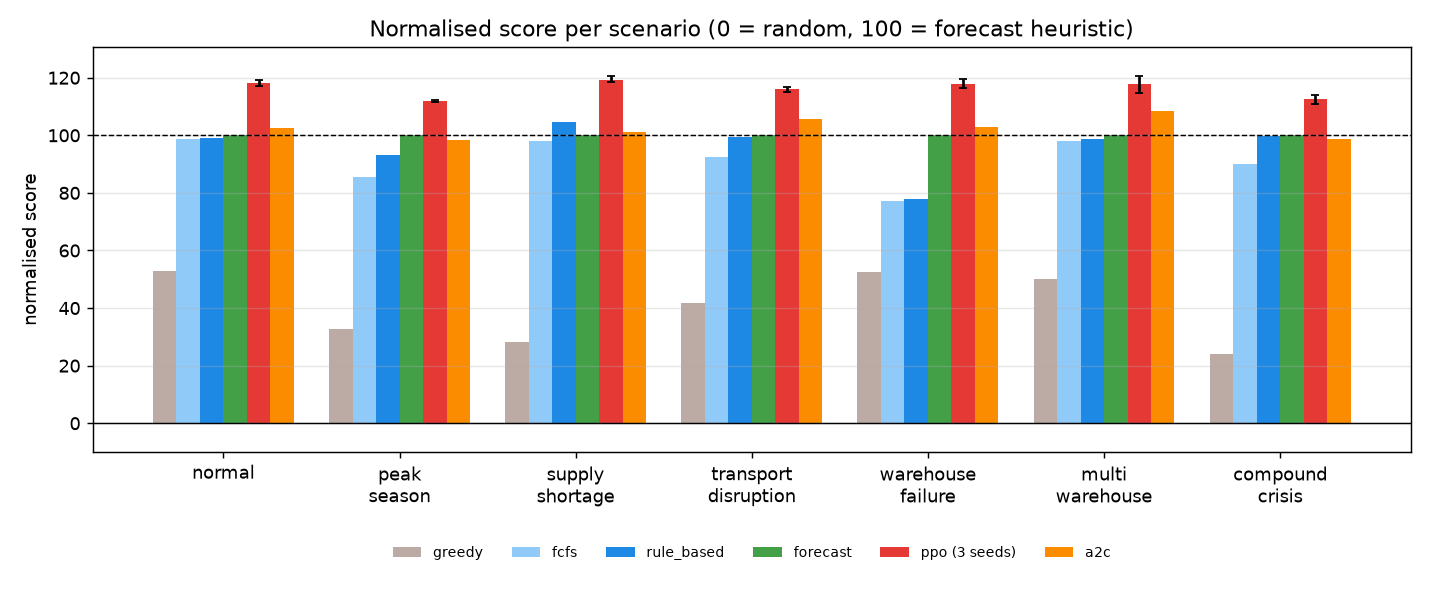 Normalised score per scenario (0 = random, 100 = forecast heuristic)
normalised score
120
100
80
60
40
20
0
normal
peak
season
supply
shortage
transport
disruption
warehouse
failure
multi
warehouse
compound
crisis
greedy
fcfs
rule_based
forecast
ppo (3 seeds)
a2c